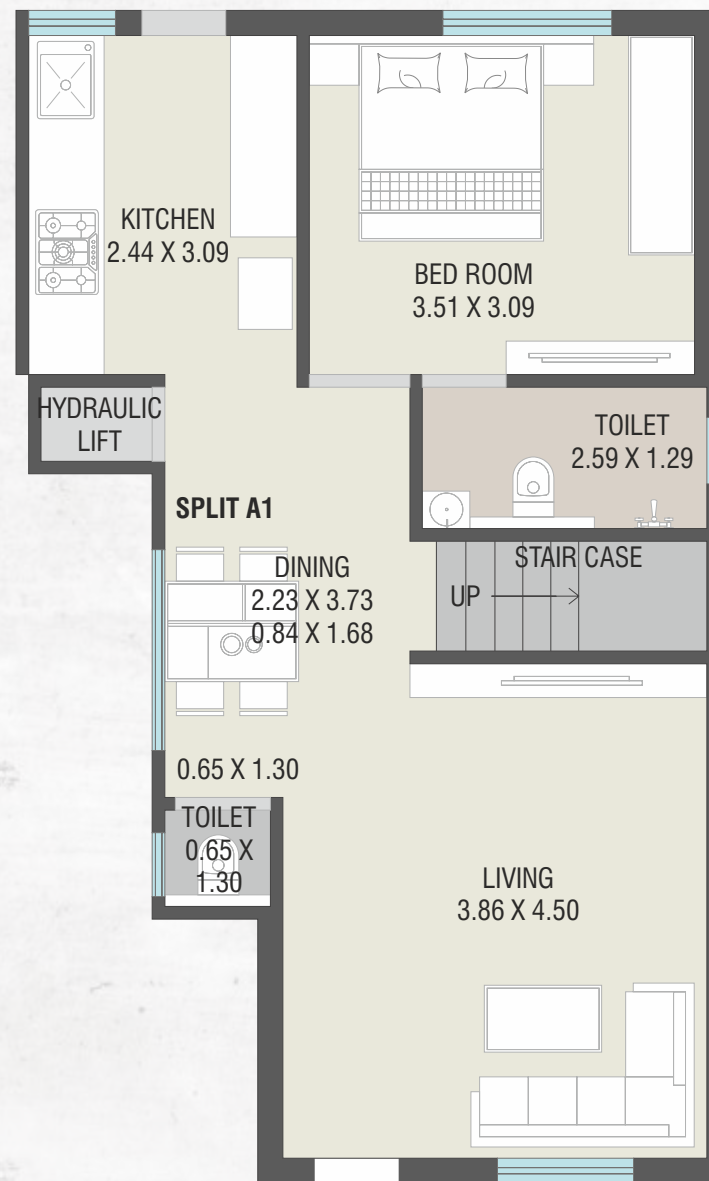 KITCHEN
2.44 X 3.09
BED ROOM
3.51 X 3.09
HYDRAULIC
LIFT
TOILET
2.59 X 1.29
SPLIT A1
STAIR CASE
UP
DINING
2.23 X 3.73
0.84 X 1.68
0.65 X 1.30
TOILET
0.65 X
1.30
LIVING
3.86 X 4.50